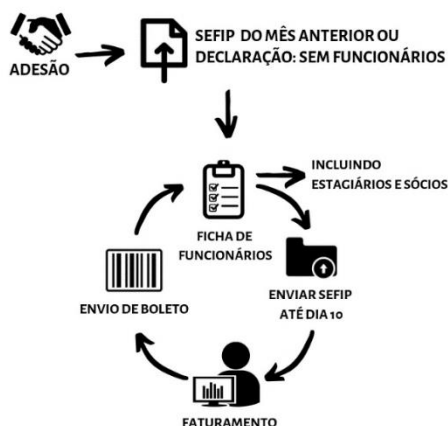 ADESÃO
SEFIP DO MÊS ANTERIOR OU
DECLARAÇÃO: SEM FUNCIONÁRIOS
INCLUINDO
ESTAGIÁRIOS E SÓCIOS
FICHA DE
FUNCIONÁRIOS
ENVIAR SEFIP
ATÉ DIA 10
ENVIO DE BOLETO
FATURAMENTO